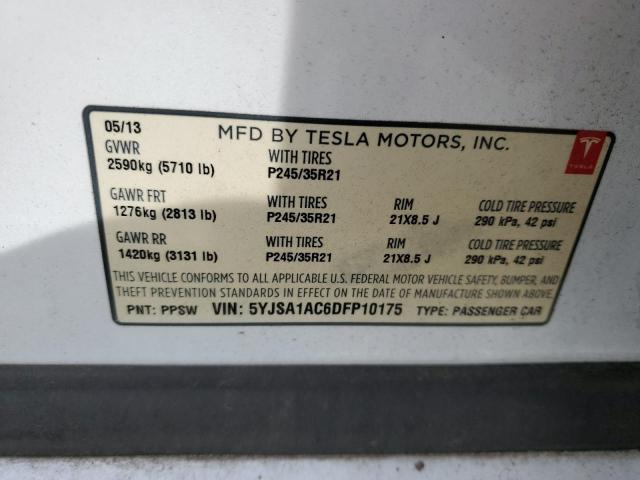 05/13
MFD BY TESLA MOTORS, INC.
TESLA
GVWR WITH TIRES
2590kg (5710 lb) P245/35R21
GAWR FRT WITH TIRES RIM COLD TIRE PRESSURE
1276kg (2813 lb) P245/35R21 21X8.5 J 290 kPa, 42 psi
GAWR RR WITH TIRES RIM COLD TIRE PRESSURE
1420kg (3131 lb) P245/35R21 21X8.5 J 290 kPa, 42 psi
THIS VEHICLE CONFORMS TO ALL APPLICABLE U.S. FEDERAL MOTOR VEHICLE SAFETY, BUMPER, AND
THEFT PREVENTION STANDARDS IN EFFECT ON THE DATE OF MANUFACTURE SHOWN ABOVE.
PNT: PPSW VIN: 5YJSA1AC6DFP10175 TYPE: PASSENGER CAR